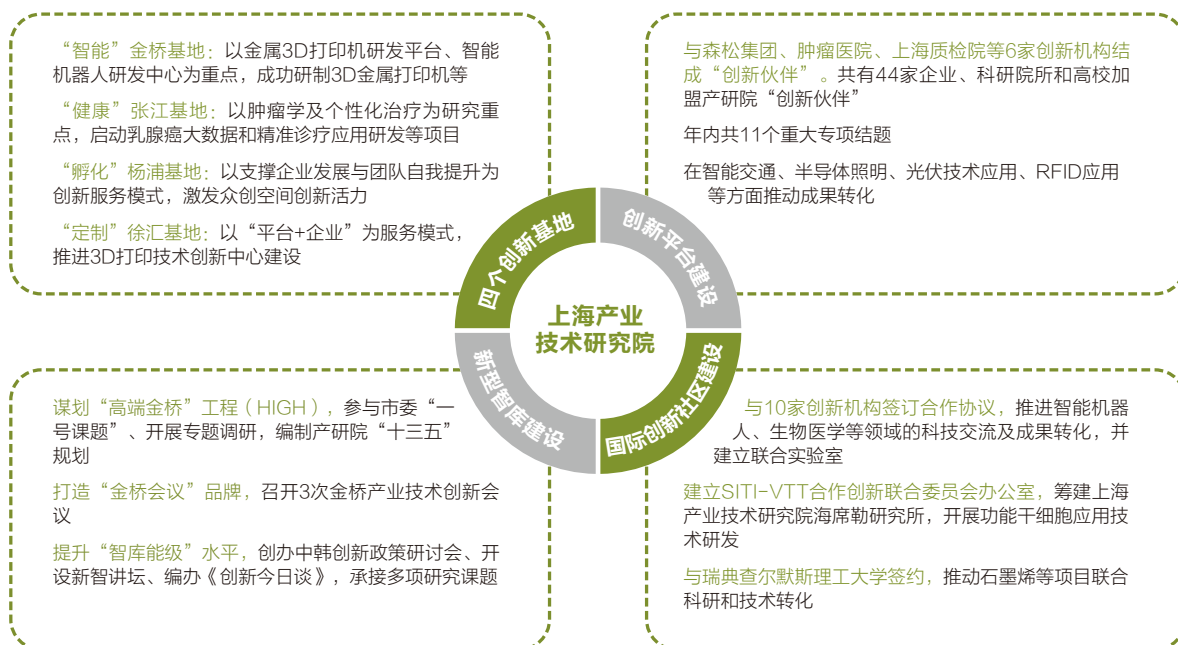 “智能”金桥基地：以金属3D打印机研发平台、智能
机器人研发中心为重点，成功研制3D金属打印机等
“健康”张江基地：以肿瘤学及个性化治疗为研究重
点，启动乳腺癌大数据和精准诊疗应用研发等项目
“孵化”杨浦基地：以支撑企业发展与团队自我提升为
创新服务模式，激发众创空间创新活力
“定制”徐汇基地：以“平台+企业”为服务模式，
推进3D打印技术创新中心建设
与森松集团、肿瘤医院、上海质检院等6家创新机构结
成“创新伙伴”。共有44家企业、科研院所和高校加
盟产研院“创新伙伴”
年内共11个重大专项结题
在智能交通、半导体照明、光伏技术应用、RFID应用
等方面推动成果转化
四个创新基地
创新平台建设
上海产业
技术研究院
新型智库建设
国际创新社区建设
谋划“高端金桥”工程（HIGH），参与市委“一
号课题”、开展专题调研，编制产研院“十三五”
规划
打造“金桥会议”品牌，召开3次金桥产业技术创新会
议
提升“智库能级”水平，创办中韩创新政策研讨会、开
设新智讲坛、编办《创新今日谈》，承接多项研究课题
与10家创新机构签订合作协议，推进智能机器
人、生物医学等领域的科技交流及成果转化，并
建立联合实验室
建立SITI-VTT合作创新联合委员会办公室，筹建上海
产业技术研究院海席勒研究所，开展功能干细胞应用技
术研发
与瑞典查尔默斯理工大学签约，推动石墨烯等项目联合
科研和技术转化